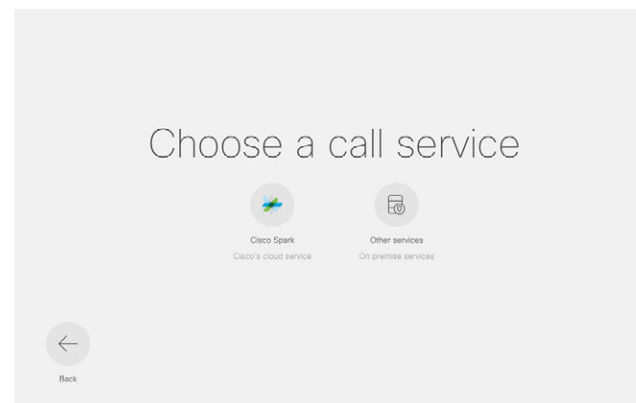 Choose a call service
Cisco Spark
Cisco's cloud service
Other services
On premise services
Back